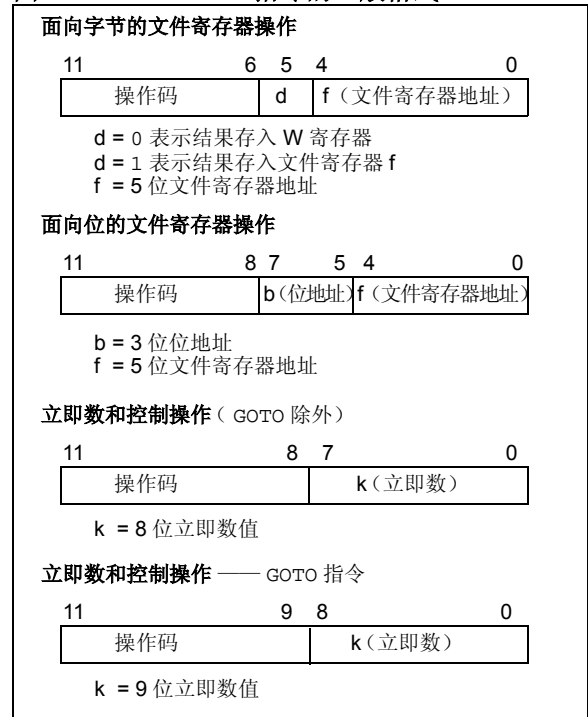 面向字节的文件寄存器操作
11 6 5 4 0
操作码 d f（文件寄存器地址）
d = 0 表示结果存入 W 寄存器
d = 1 表示结果存入文件寄存器 f
f = 5 位文件寄存器地址
面向位的文件寄存器操作
11 8 7 5 4 0
操作码 b（位地址） f（文件寄存器地址）
b = 3 位位地址
f = 5 位文件寄存器地址
立即数和控制操作（ GOTO 除外）
11 8 7 0
操作码 k（立即数）
k = 8 位立即数值
立即数和控制操作 —— GOTO 指令
11 9 8 0
操作码 k（立即数）
k = 9 位立即数值